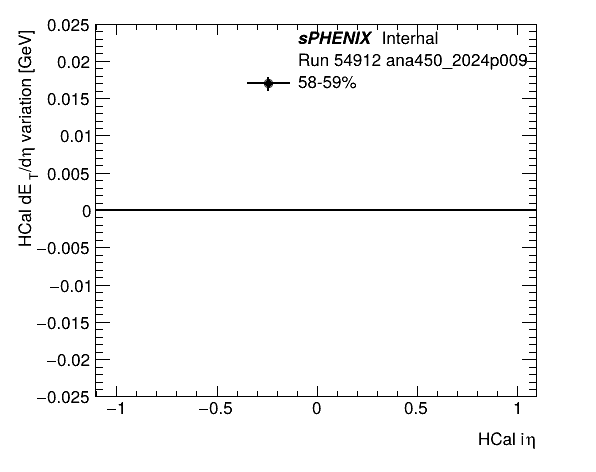 sPHENIX Internal
Run 54912 ana450_2024p009
58-59%
HCal dE_T/dη variation [GeV]
0.025
0.02
0.015
0.01
0.005
0
−0.005
−0.01
−0.015
−0.02
−0.025
−1 −0.5 0 0.5 1
HCal iη